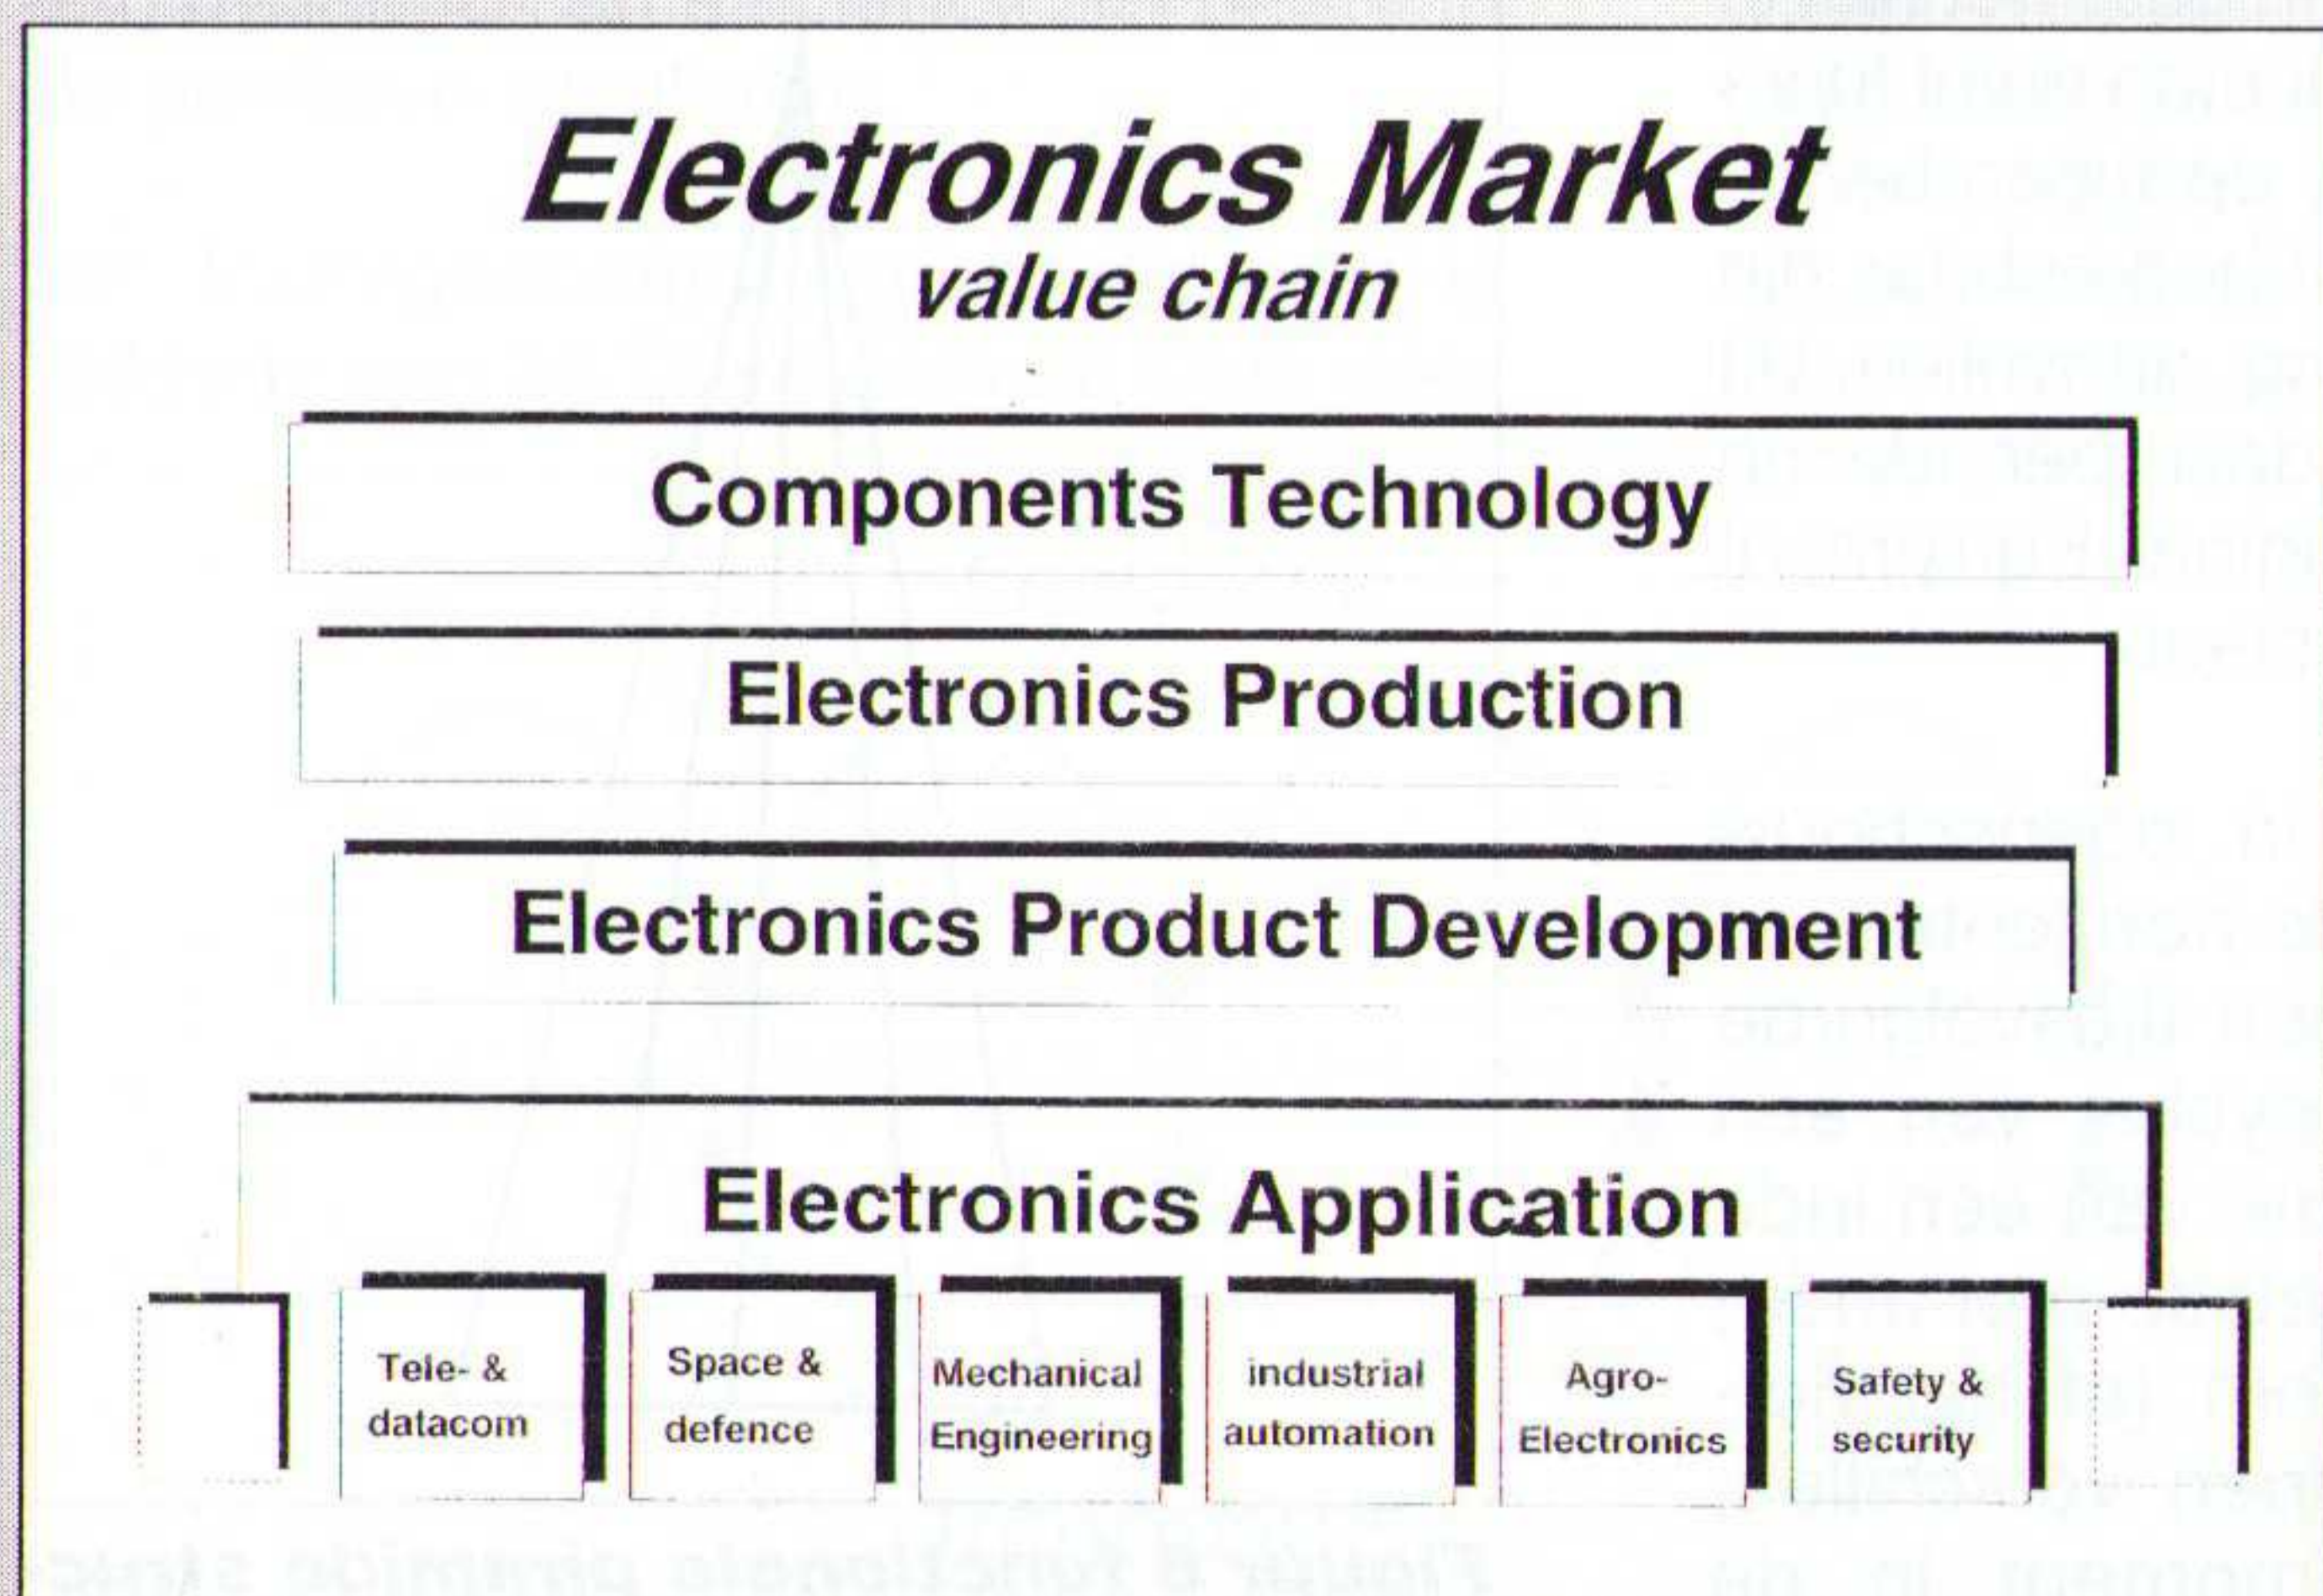 Electronics Market
value chain
Components Technology
Electronics Production
Electronics Product Development
Electronics Application
Tele- &
datacom
Space &
defence
Mechanical
Engineering
industrial
automation
Agro-
Electronics
Safety &
security